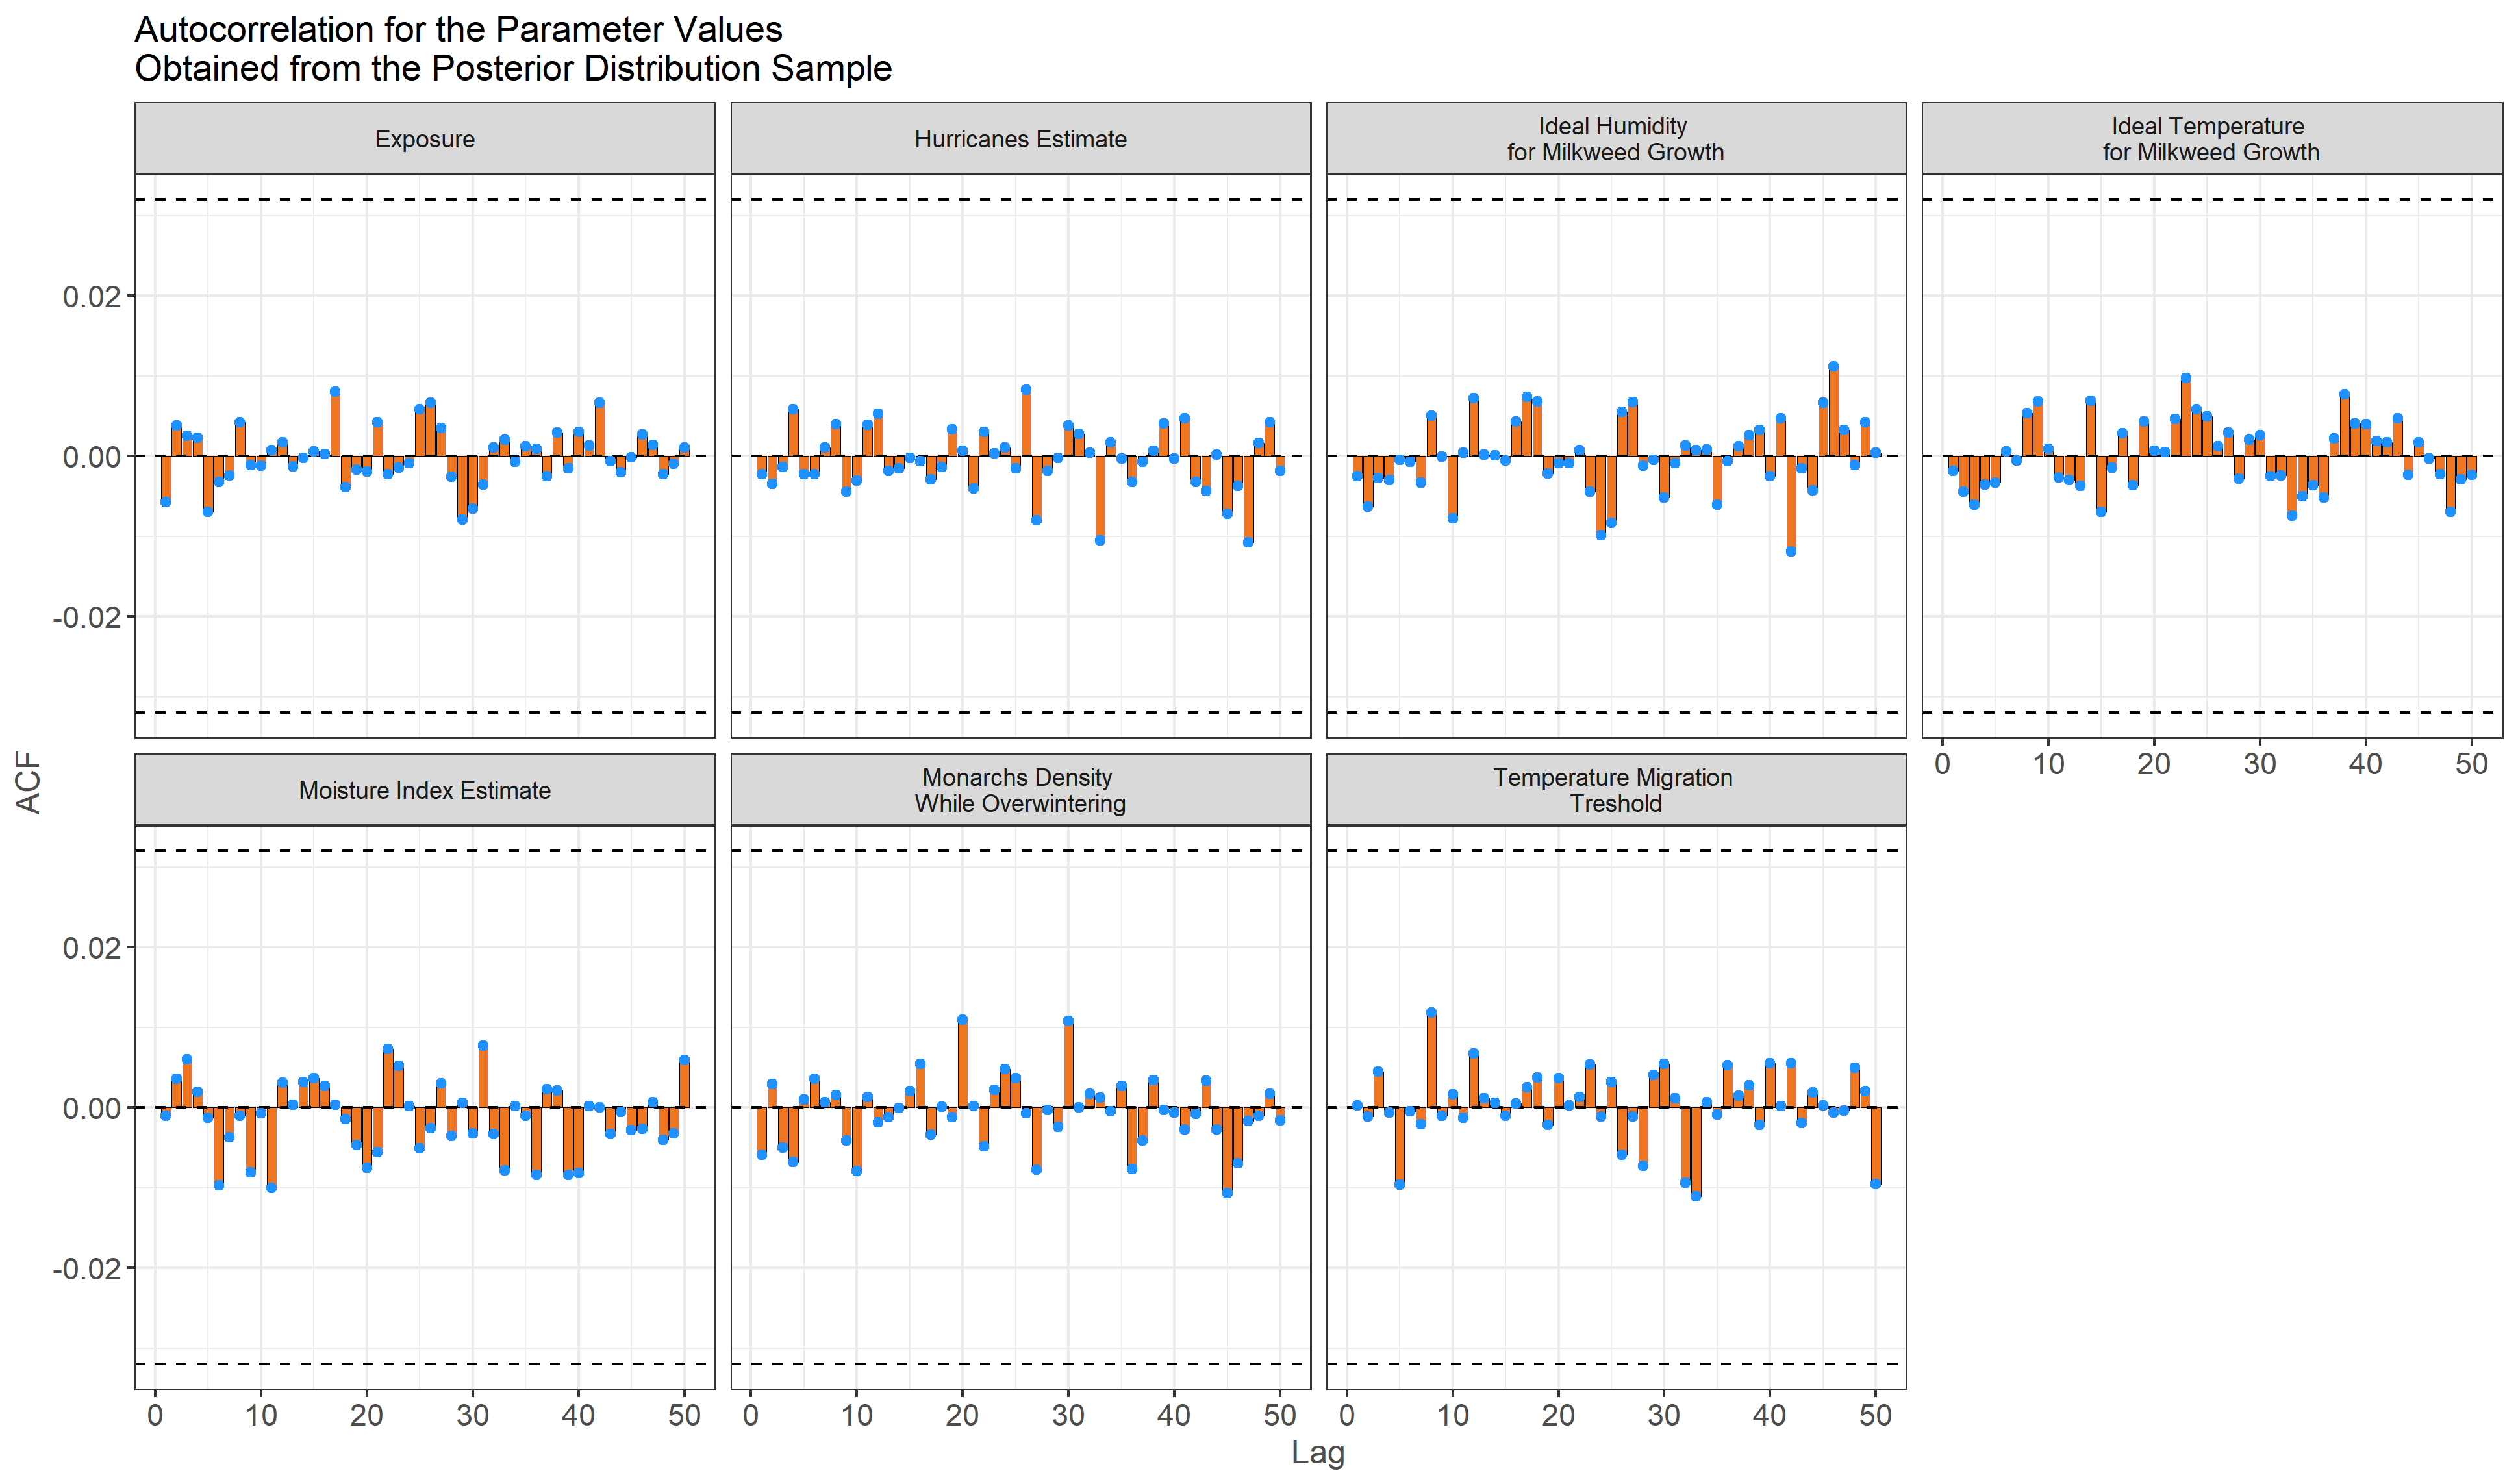 Autocorrelation for the Parameter Values
Obtained from the Posterior Distribution Sample
Exposure
Hurricanes Estimate
Ideal Humidity
for Milkweed Growth
Ideal Temperature
for Milkweed Growth
0.02
0.00
-0.02
0 10 20 30 40 50
ACF
Moisture Index Estimate
Monarchs Density
While Overwintering
Temperature Migration
Treshold
0.02
0.00
-0.02
0 10 20 30 40 50
0 10 20 30 40 50
0 10 20 30 40 50
Lag